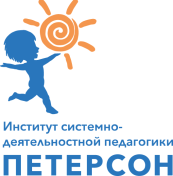 Институт системно-
деятельностной педагогики
ПЕТЕРСОН